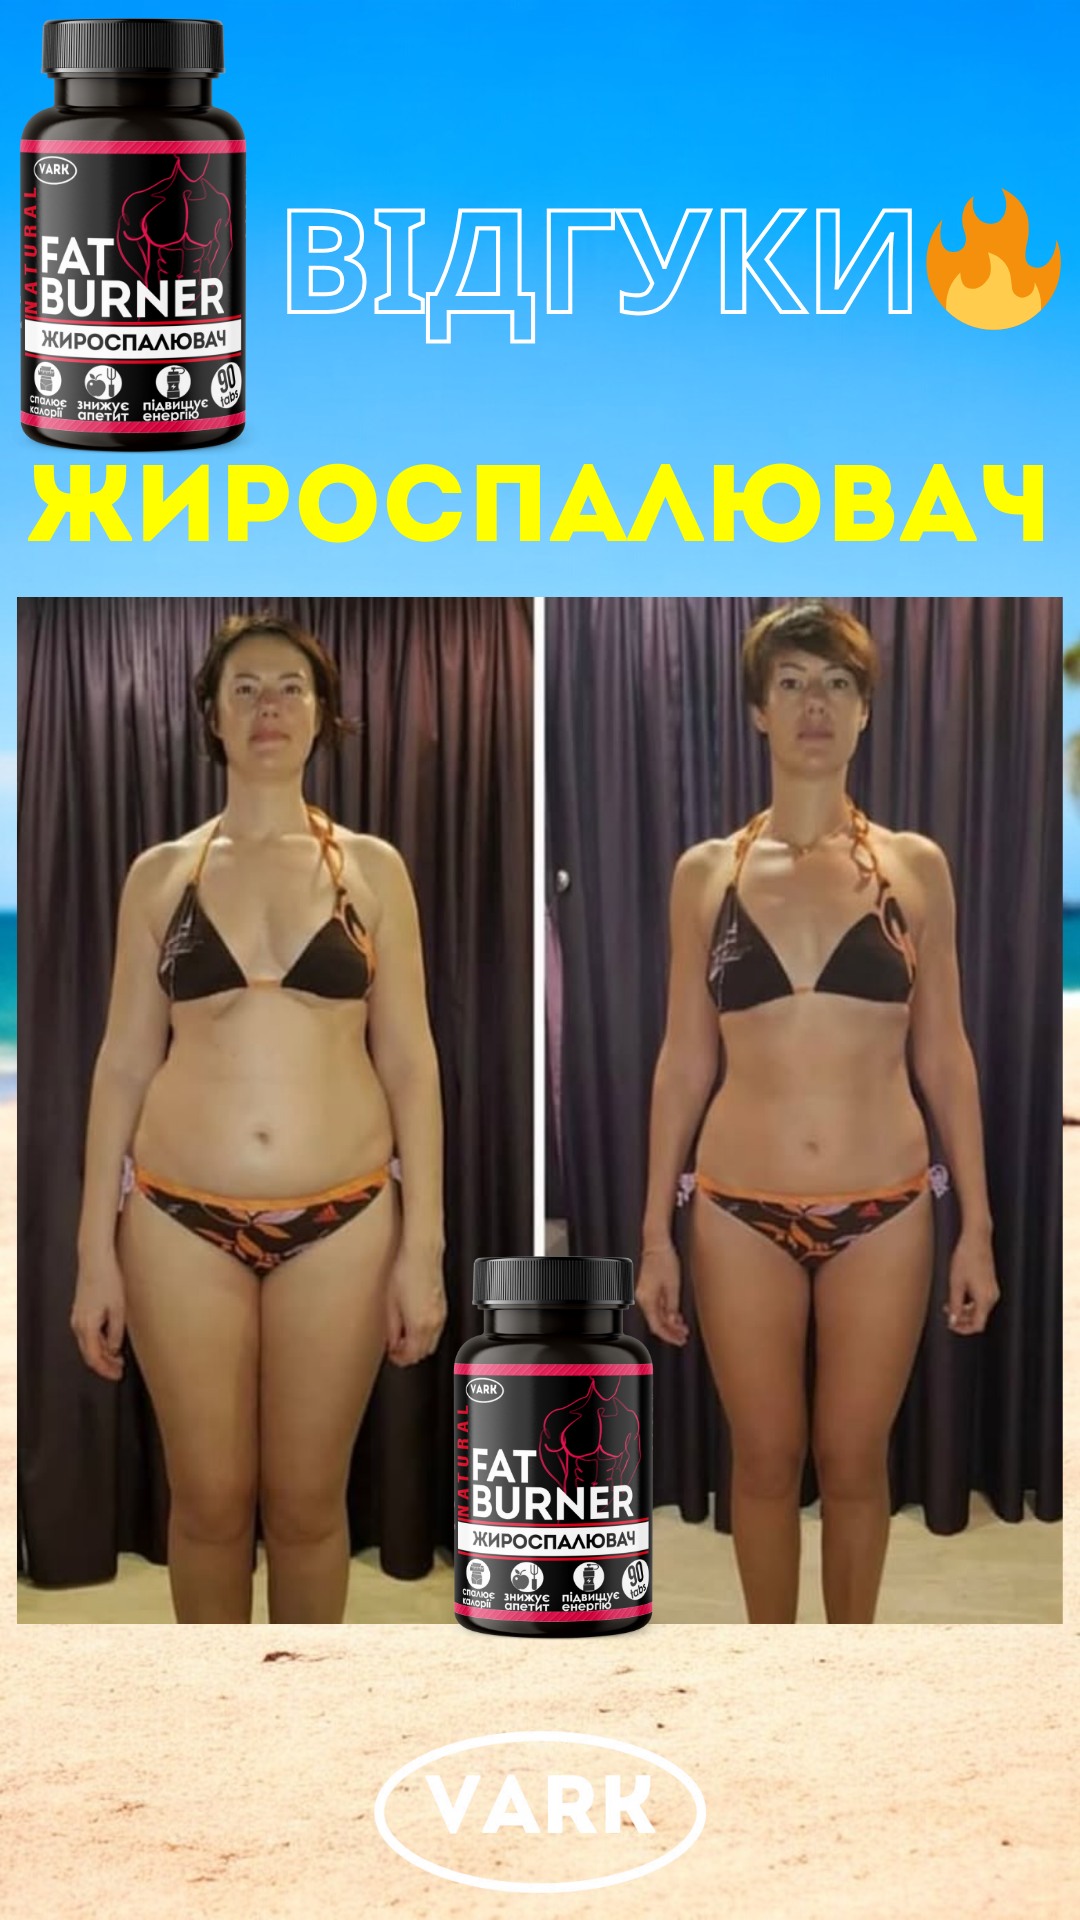 VARK
NATURAL
FAT
BURNER
ЖИРОСПАЛЮВАЧ
спалює
калорії
знижує
апетит
підвищує
енергію
90
tabs
ВІДГУКИ🔥
ЖИРОСПАЛЮВАЧ
VARK
NATURAL
FAT
BURNER
ЖИРОСПАЛЮВАЧ
спалює
калорії
знижує
апетит
підвищує
енергію
90
tabs
VARK